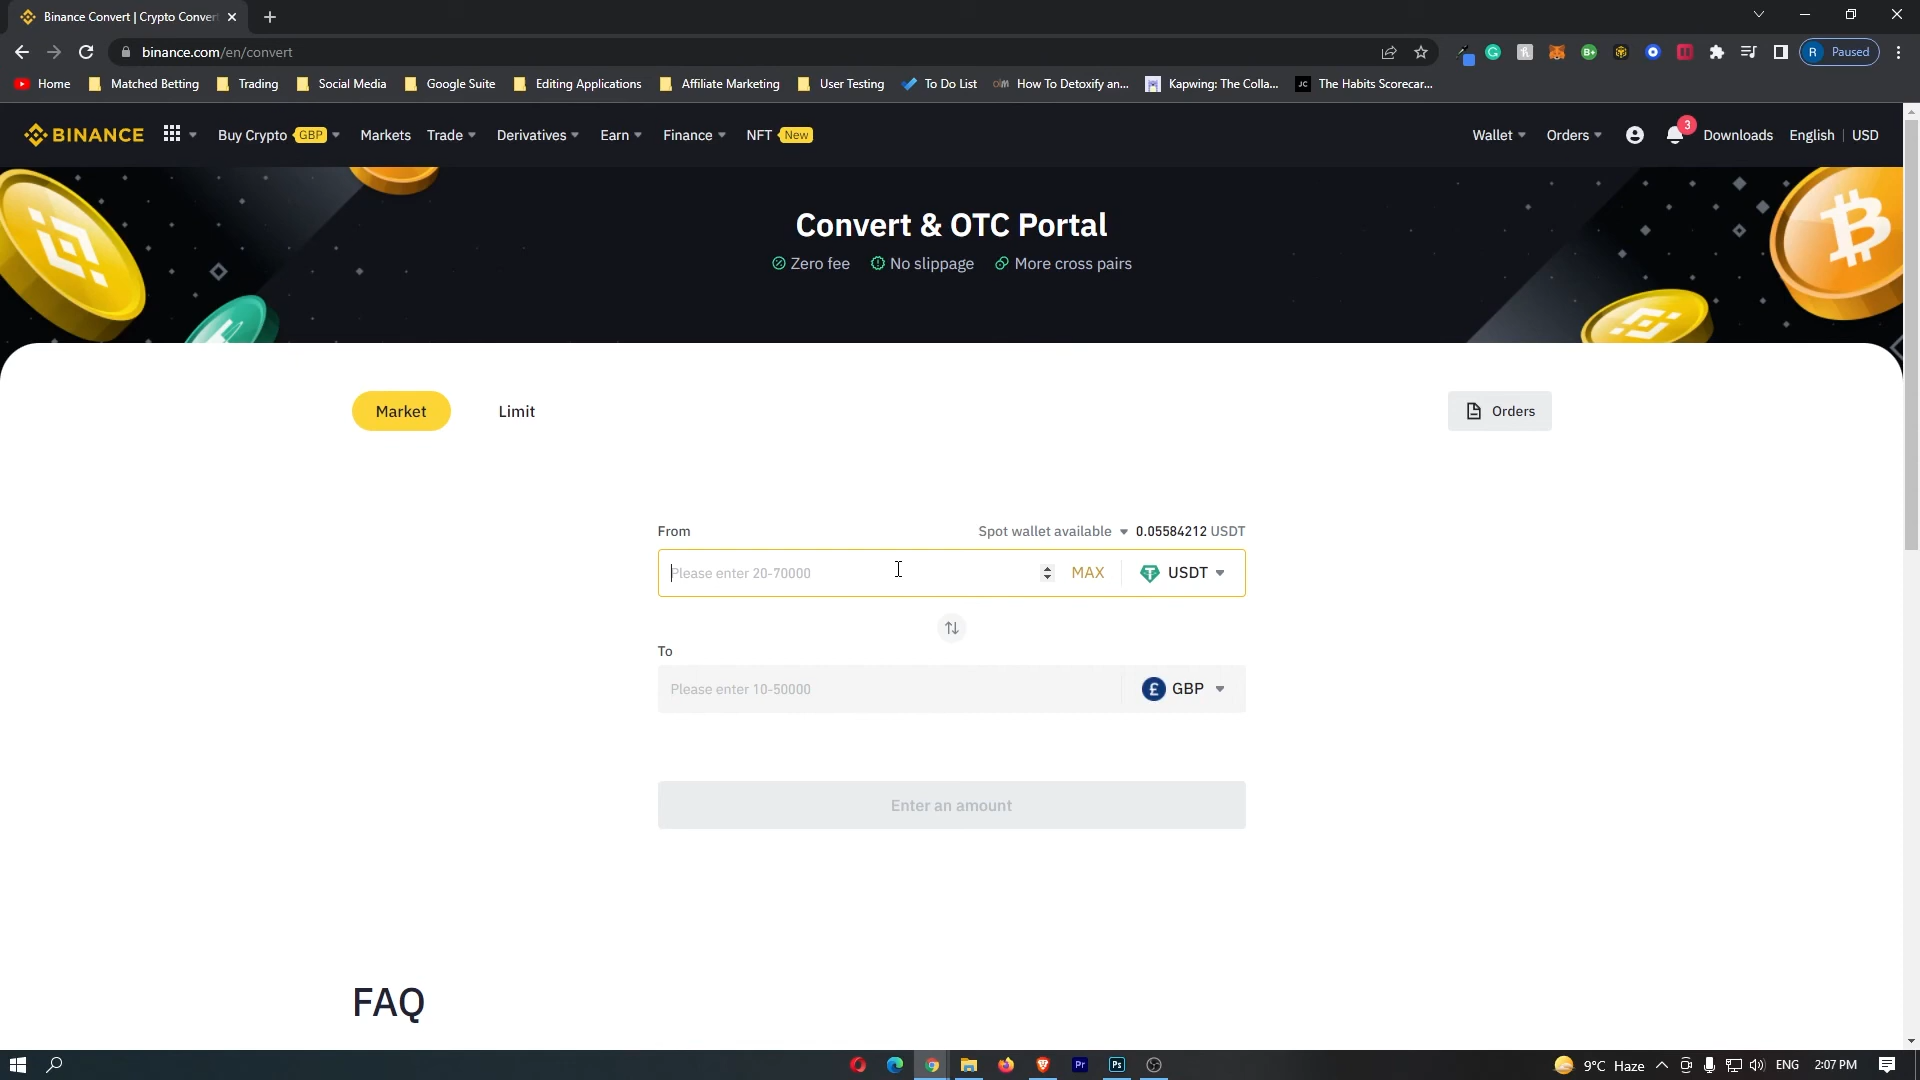 Binance Convert | Crypto Conver
binance.com/en/convert
R Paused
Home Matched Betting Trading Social Media Google Suite Editing Applications Affiliate Marketing User Testing To Do List How To Detoxify an... Kapwing: The Colla... JC The Habits Scorecar...
BINANCE Buy Crypto GBP Markets Trade Derivatives Earn Finance NFT New Wallet Orders 3 Downloads English USD
Convert & OTC Portal
Zero fee No slippage More cross pairs
Market Limit Orders
From Spot wallet available 0.05584212 USDT
Please enter 20-70000 MAX USDT
To
Please enter 10-50000 £ GBP
Enter an amount
FAQ
Pr Ps 9°C Haze ENG 2:07 PM